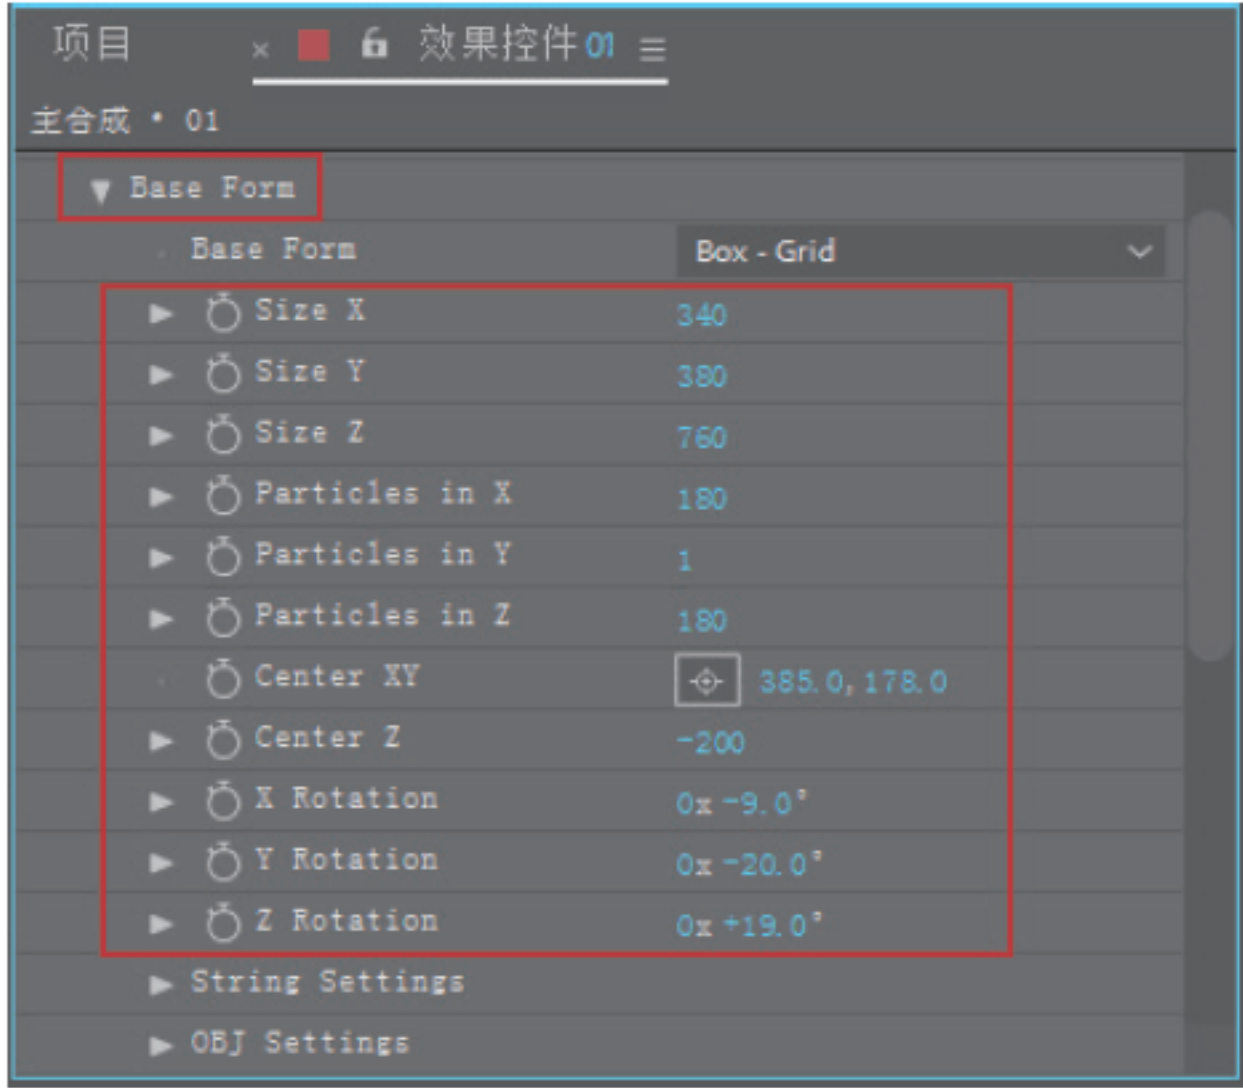 项目 × 效果控件 01 ≡
主合成 • 01
▼ Base Form
Base Form Box - Grid
Size X 340
Size Y 380
Size Z 760
Particles in X 180
Particles in Y 1
Particles in Z 180
Center XY 385.0, 178.0
Center Z -200
X Rotation 0x -9.0°
Y Rotation 0x -20.0°
Z Rotation 0x +19.0°
String Settings
OBJ Settings